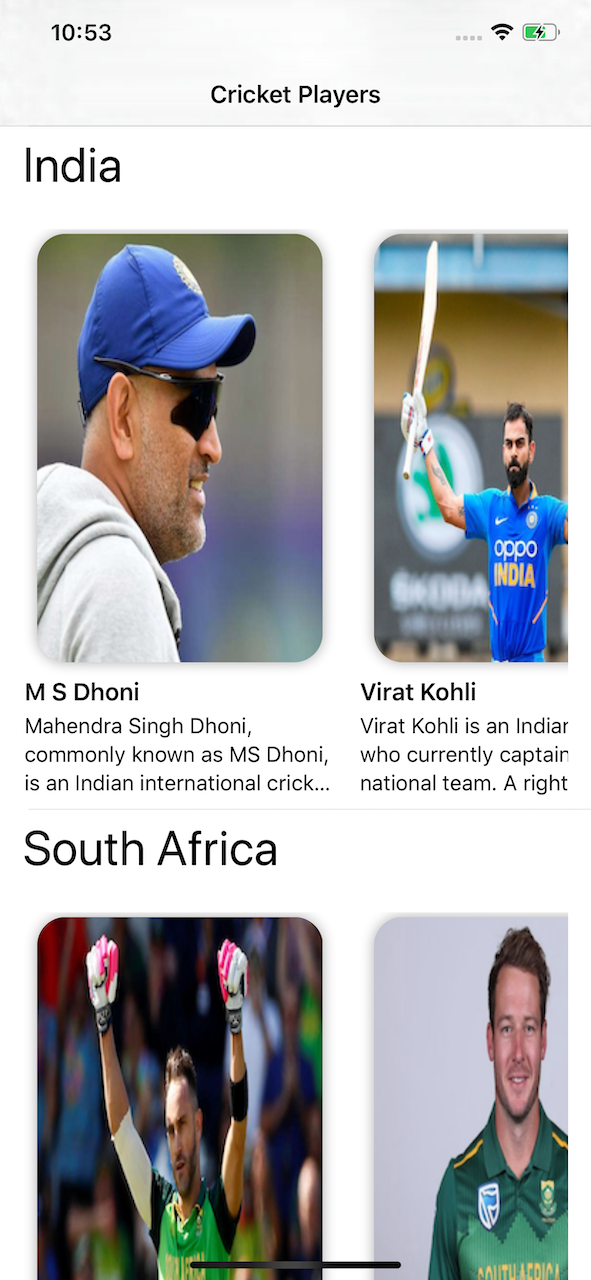 10:53
Cricket Players
India
ŠKODA
oppo
INDIA
M S Dhoni
Mahendra Singh Dhoni,
commonly known as MS Dhoni,
is an Indian international crick...
Virat Kohli
Virat Kohli is an Indian
who currently captain
national team. A right
South Africa
SOUTH AFRICA